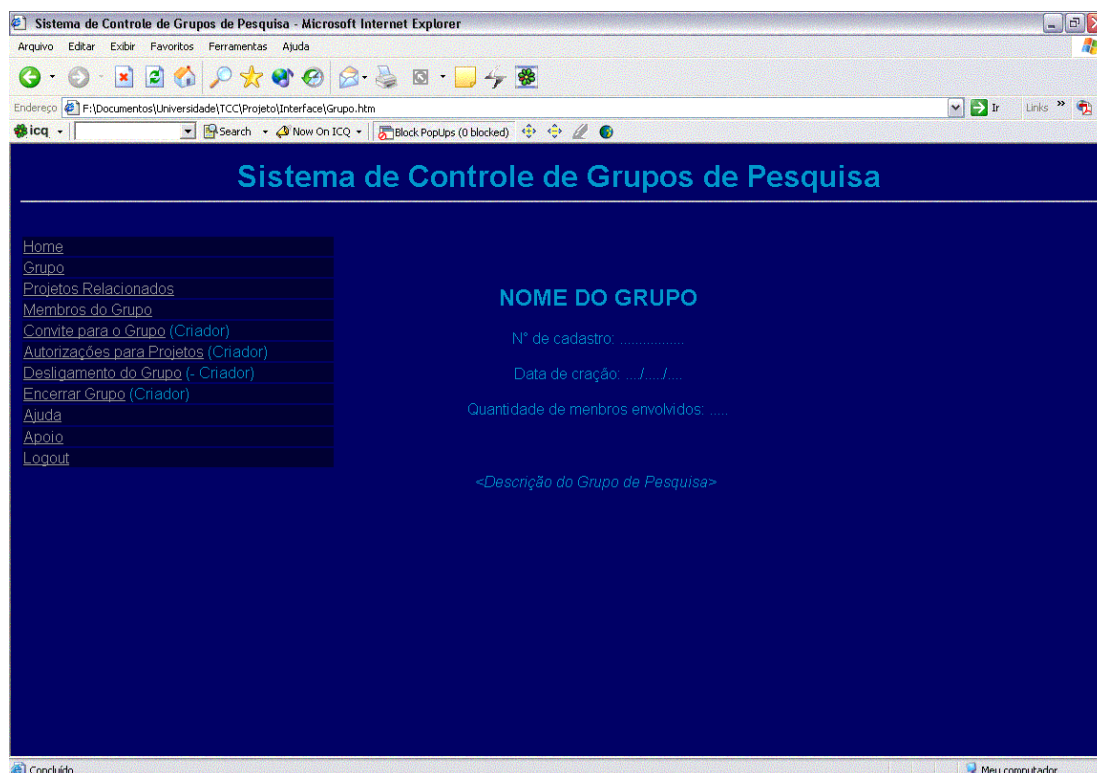 Sistema de Controle de Grupos de Pesquisa - Microsoft Internet Explorer
Arquivo Editar Exibir Favoritos Ferramentas Ajuda
Endereço F:\Documentos\Universidade\TCC\Projeto\Interface\Grupo.htm Ir Links »
icq Search Now On ICQ Block PopUps (0 blocked)
Sistema de Controle de Grupos de Pesquisa
Home
Grupo
Projetos Relacionados
Membros do Grupo
Convite para o Grupo (Criador)
Autorizações para Projetos (Criador)
Desligamento do Grupo (- Criador)
Encerrar Grupo (Criador)
Ajuda
Apoio
Logout
NOME DO GRUPO
N° de cadastro: ................
Data de cração: ..../...../....
Quantidade de menbros envolvidos: .....
<Descrição do Grupo de Pesquisa>
Concluído Meu computador